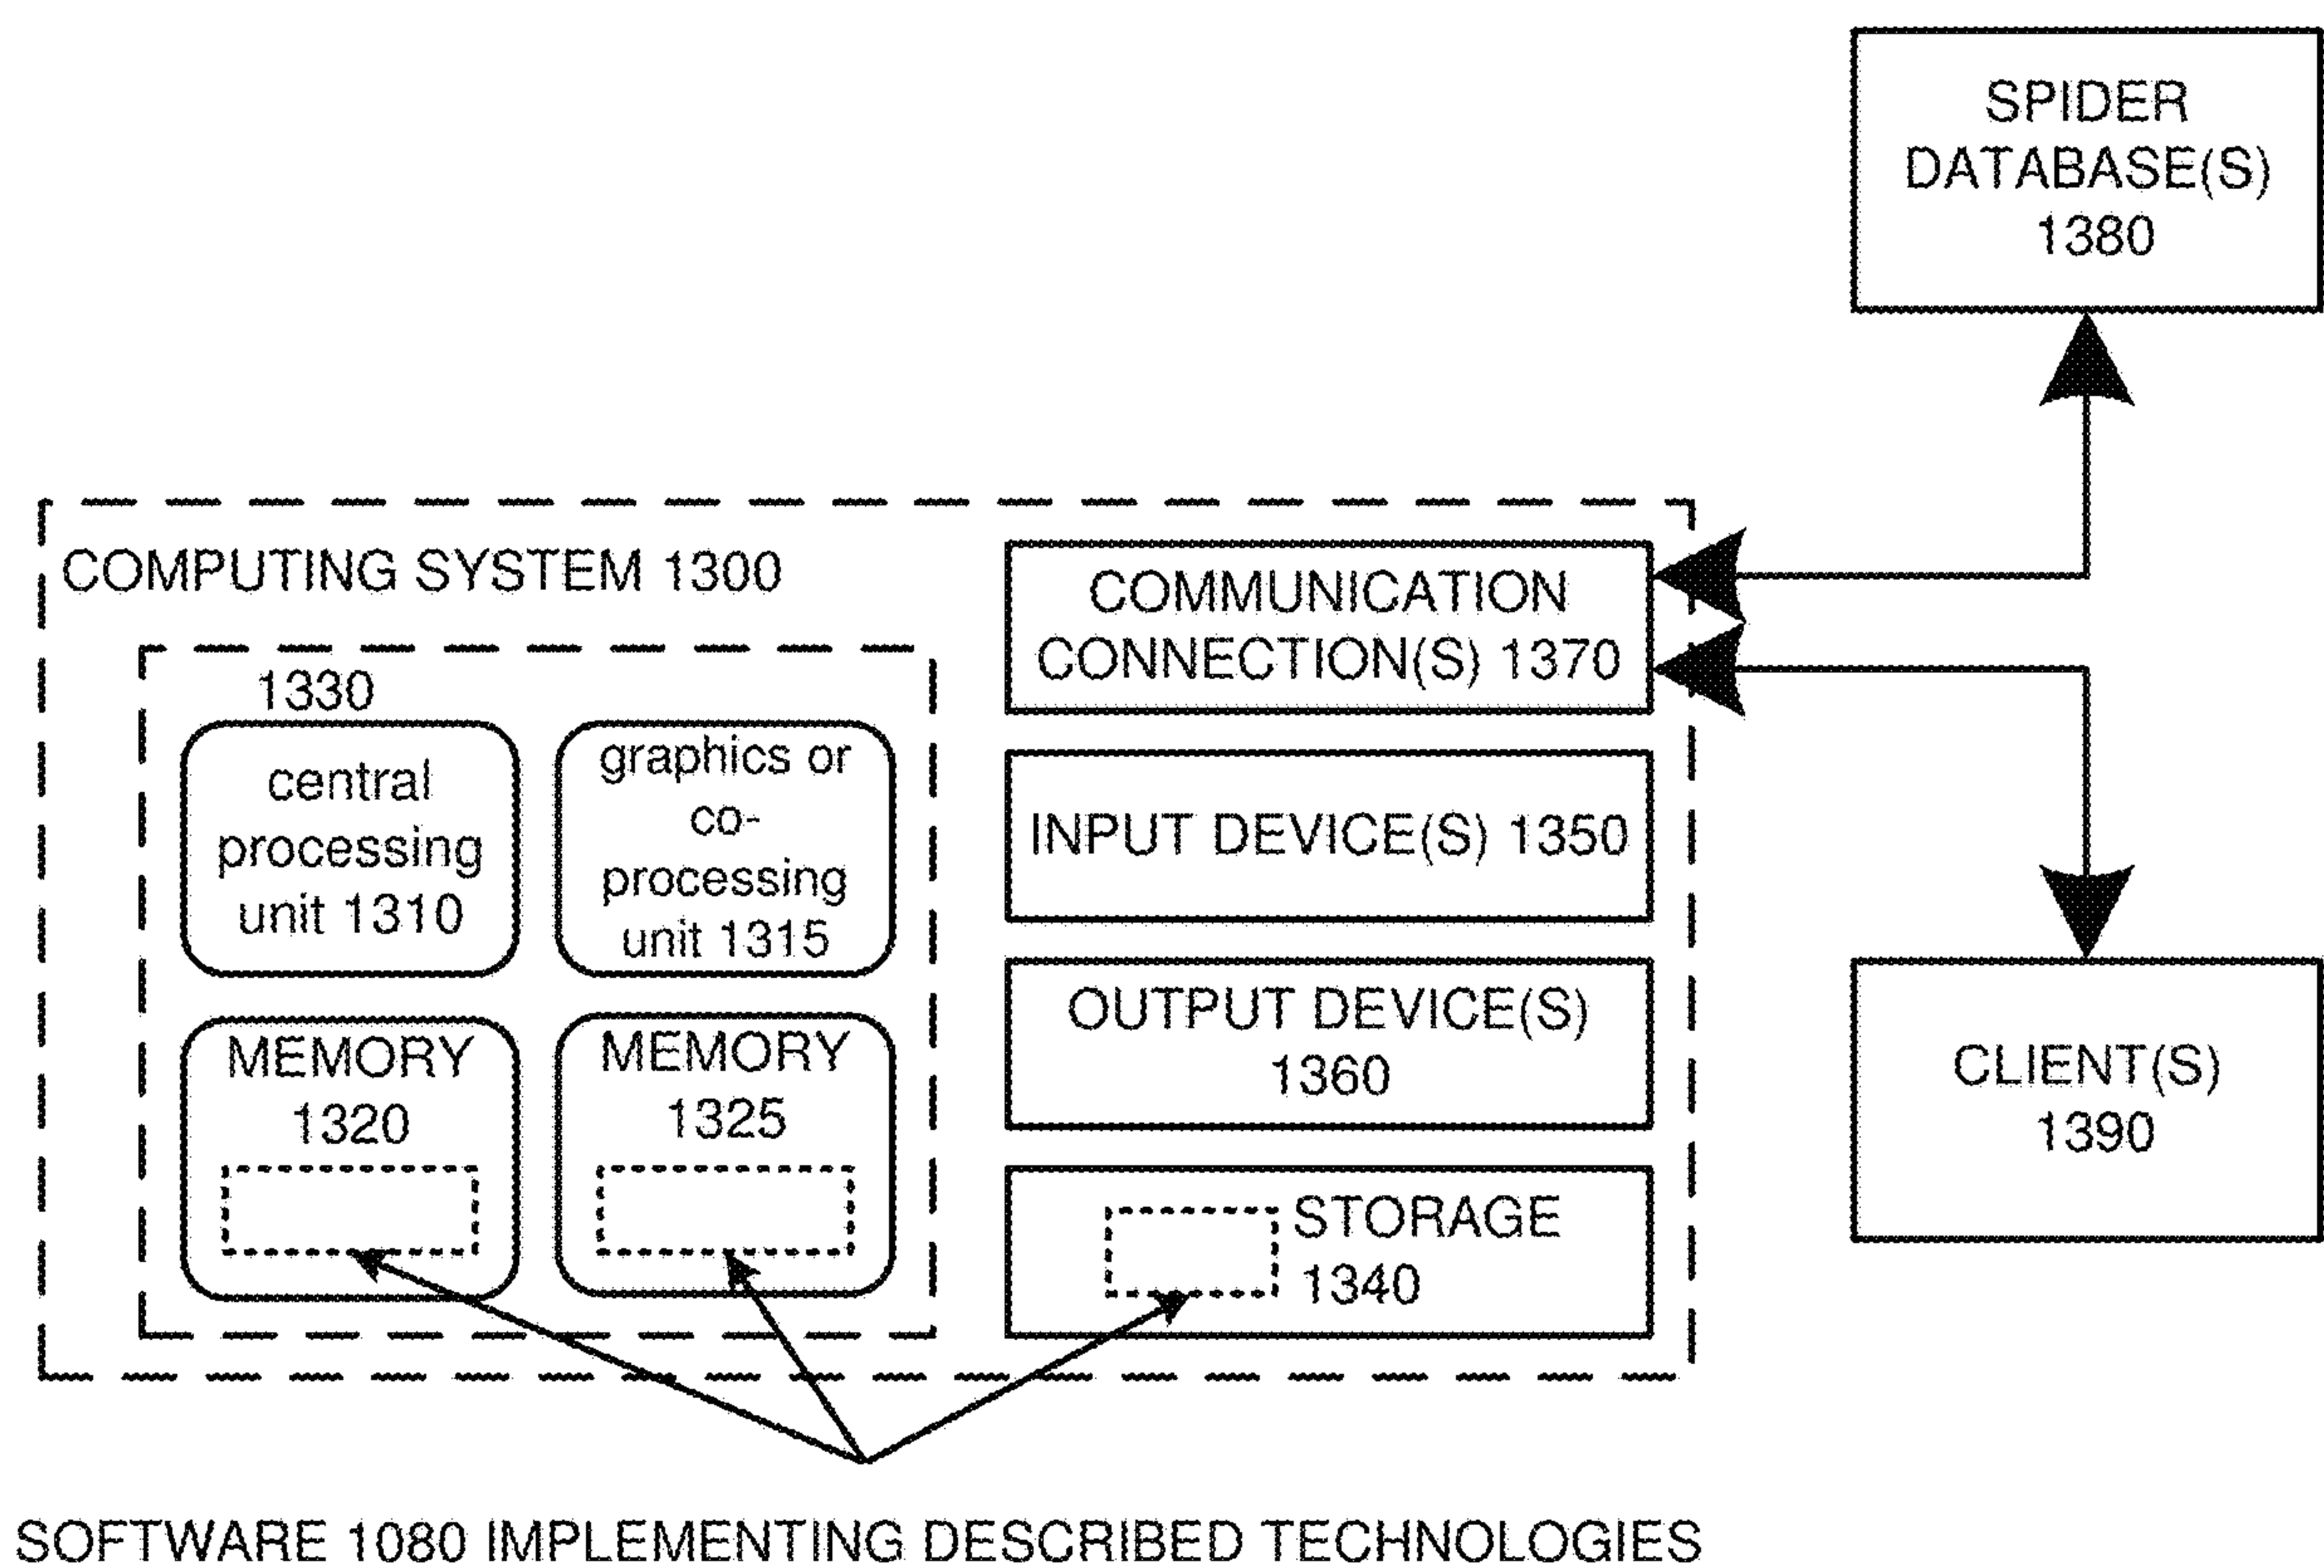 SPIDER
DATABASE(S)
1380
COMPUTING SYSTEM 1300
COMMUNICATION
CONNECTION(S) 1370
1330
central
processing
unit 1310
graphics or
co-
processing
unit 1315
INPUT DEVICE(S) 1350
MEMORY
1320
MEMORY
1325
OUTPUT DEVICE(S)
1360
STORAGE
1340
CLIENT(S)
1390
SOFTWARE 1080 IMPLEMENTING DESCRIBED TECHNOLOGIES